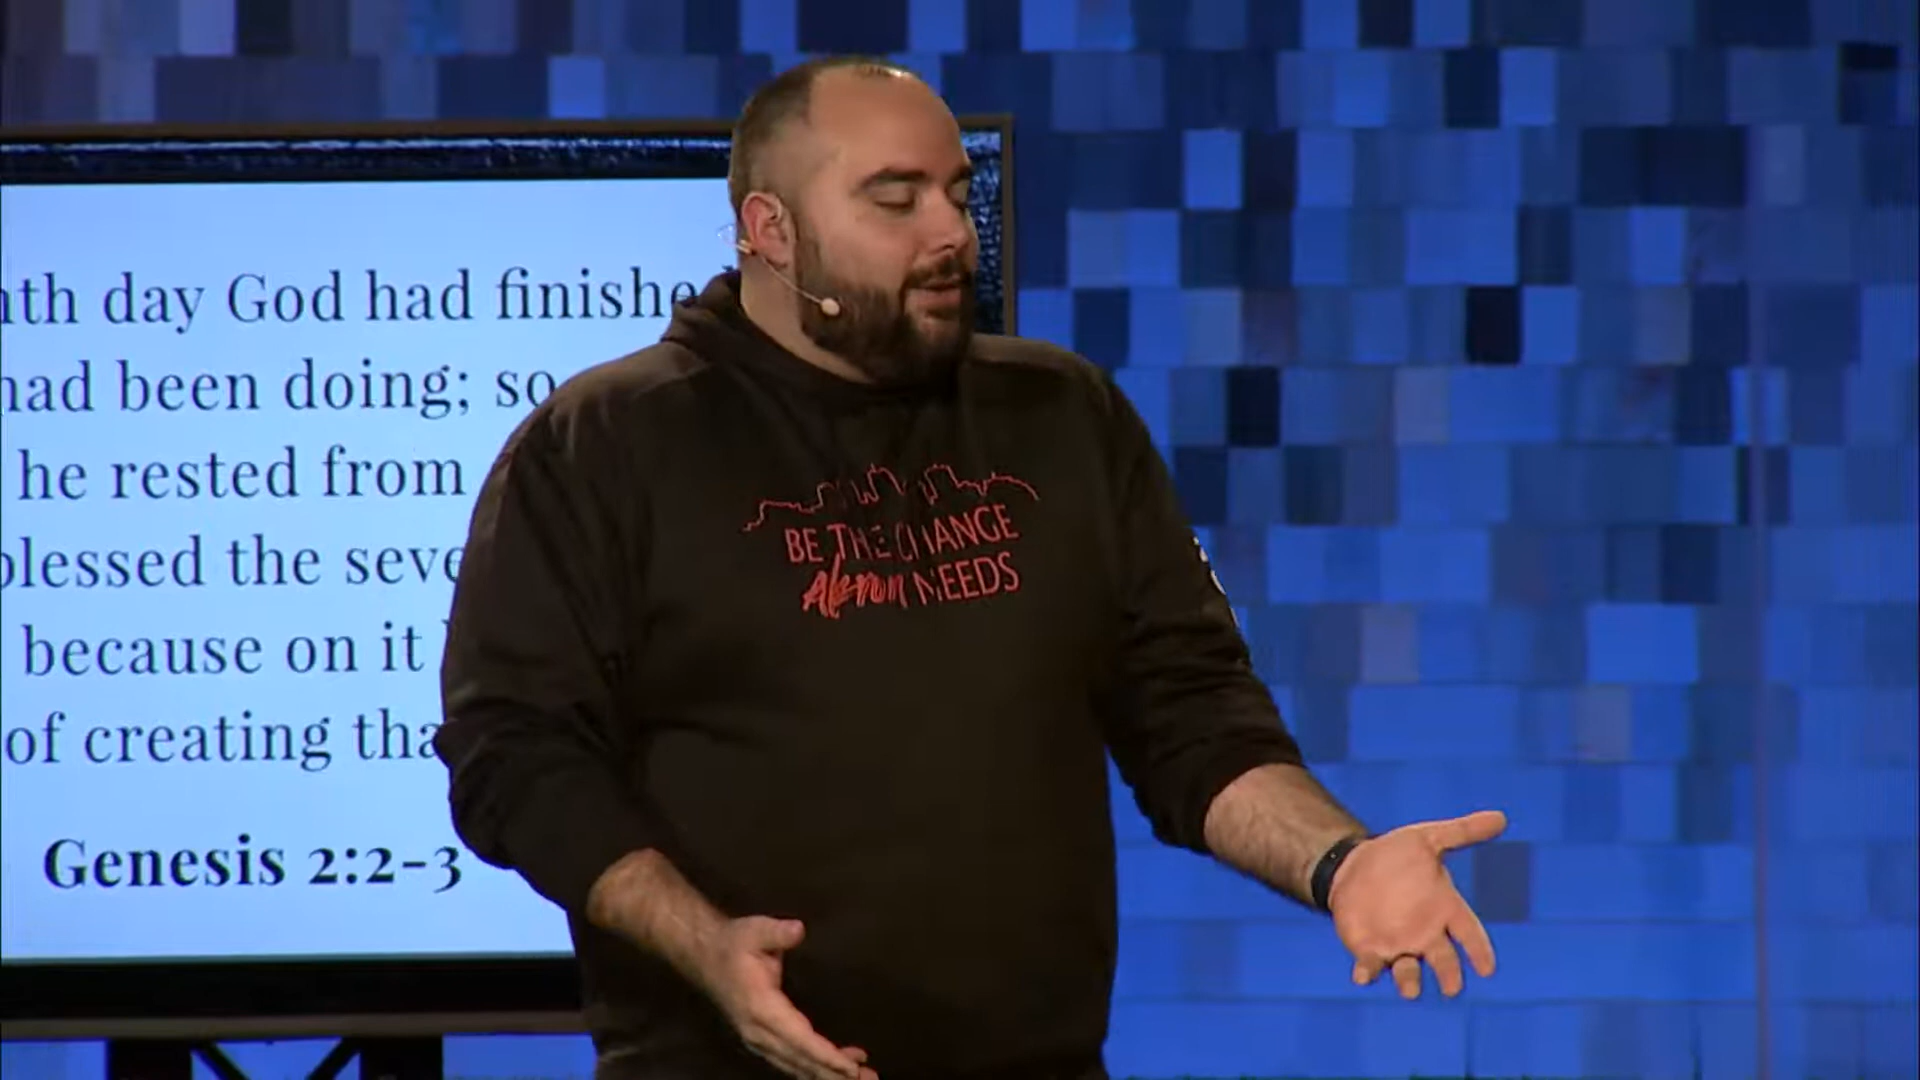 nth day God had finishe
had been doing; so
he rested from
blessed the seve
because on it
of creating tha
Genesis 2:2-3
BE THE CHANGE
Akron NEEDS